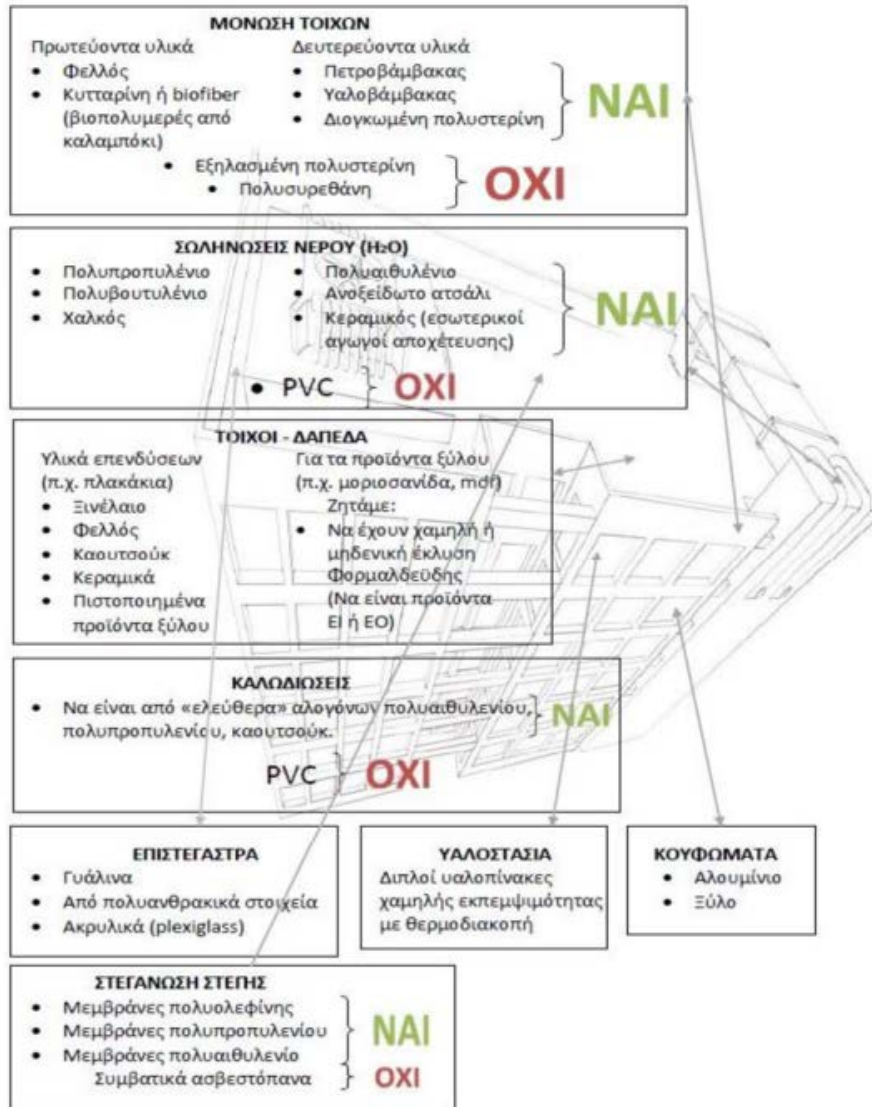 ΜΟΝΩΣΗ ΤΟΙΧΩΝ
Πρωτεύοντα υλικά
• Φελλός
• Κυτταρίνη ή biofiber
(βιοπολυμερές από
καλαμπόκι)
Δευτερεύοντα υλικά
• Πετροβάμβακας
• Υαλοβάμβακας
• Διογκωμένη πολυστερίνη
ΝΑΙ
• Εξηλασμένη πολυστερίνη
• Πολυσυρεθάνη
ΟΧΙ
ΣΩΛΗΝΩΣΕΙΣ ΝΕΡΟΥ (H₂O)
• Πολυπροπυλένιο
• Πολυβουτυλένιο
• Χαλκός
• Πολυαιθυλένιο
• Ανοξείδωτο ατσάλι
• Κεραμικός (εσωτερικοί
αγωγοί αποχέτευσης)
ΝΑΙ
• PVC
ΟΧΙ
ΤΟΙΧΟΙ - ΔΑΠΕΔΑ
Υλικά επενδύσεων
(π.χ. πλακάκια)
• Ξινέλαιο
• Φελλός
• Καουτσούκ
• Κεραμικά
• Πιστοποιημένα
προϊόντα ξύλου
Για τα προϊόντα ξύλου
(π.χ. μοριοσανίδα, mdf)
Ζητάμε:
• Να έχουν χαμηλή ή
μηδενική έκλυση
Φορμαλδεϋδης
(Να είναι προϊόντα
ΕΙ ή ΕΟ)
ΚΑΛΩΔΙΩΣΕΙΣ
• Να είναι από «ελεύθερα» αλογόνων πολυαιθυλενίου,
πολυπροπυλενίου, καουτσούκ.
ΝΑΙ
PVC
ΟΧΙ
ΕΠΙΣΤΕΓΑΣΤΡΑ
• Γυάλινα
• Από πολυανθρακικά στοιχεία
• Ακρυλικά (plexiglass)
ΥΑΛΟΣΤΑΣΙΑ
Διπλοί υαλοπίνακες
χαμηλής εκπεμψιμότητας
με θερμοδιακοπή
ΚΟΥΦΩΜΑΤΑ
• Αλουμίνιο
• Ξύλο
ΣΤΕΓΑΝΩΣΗ ΣΤΕΓΗΣ
• Μεμβράνες πολυολεφίνης
• Μεμβράνες πολυπροπυλενίου
• Μεμβράνες πολυαιθυλενίο
ΝΑΙ
Συμβατικά ασβεστόπανα
ΟΧΙ